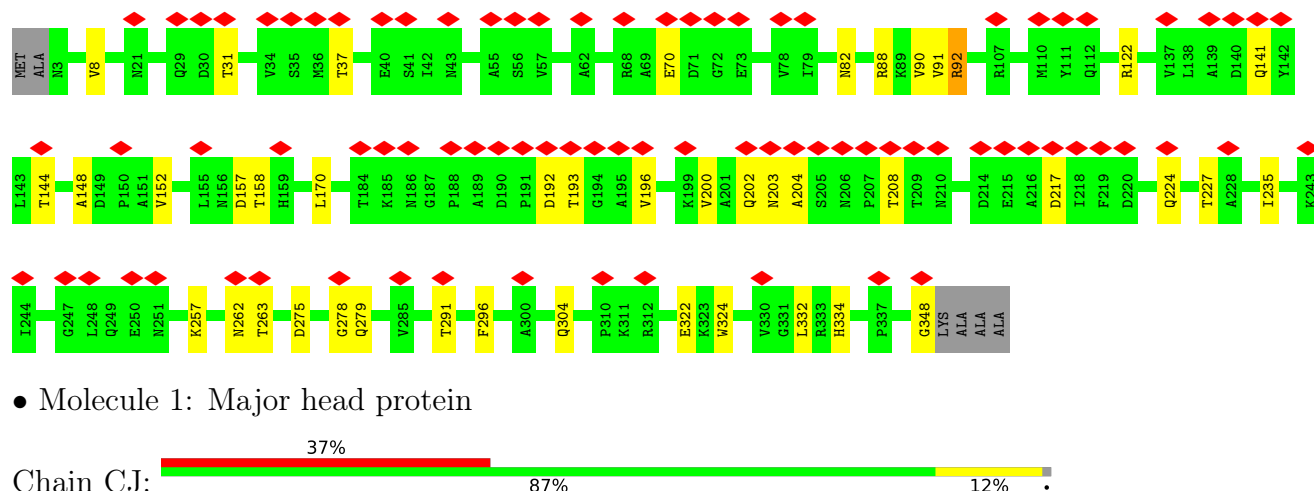 MET ALA N3 V8 N21 Q29 D30 T31 V34 S35 M36 T37 E40 S41 I42 N43 A55 S56 V57 A62 R68 A69 E70 D71 G72 E73 V78 I79 N82 R88 K89 V90 V91 R92 R107 M110 Y111 Q112 R122 V137 L138 A139 D140 Q141 Y142
L143 T144 A148 D149 P150 A151 V152 L155 N156 D157 T158 H159 L170 T184 K185 N186 G187 P188 A189 D190 P191 D192 T193 G194 A195 V196 K199 V200 A201 Q202 N203 A204 S205 N206 P207 T208 T209 N210 D214 E215 A216 D217 I218 F219 D220 Q224 T227 A228 I235 K243
I244 G247 L248 Q249 E250 N251 K257 N262 T263 D275 G278 Q279 V285 T291 F296 A300 Q304 P310 K311 R312 E322 K323 W324 V330 G331 L332 R333 H334 P337 G348 LYS ALA ALA ALA
• Molecule 1: Major head protein
37%
Chain CJ:
87% 12% •